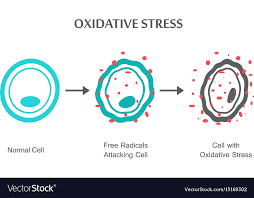 OXIDATIVE STRESS
Normal Cell
Free Radicals
Attacking Cell
Cell with
Oxidative Stress
VectorStock®
VectorStock.com/15169302